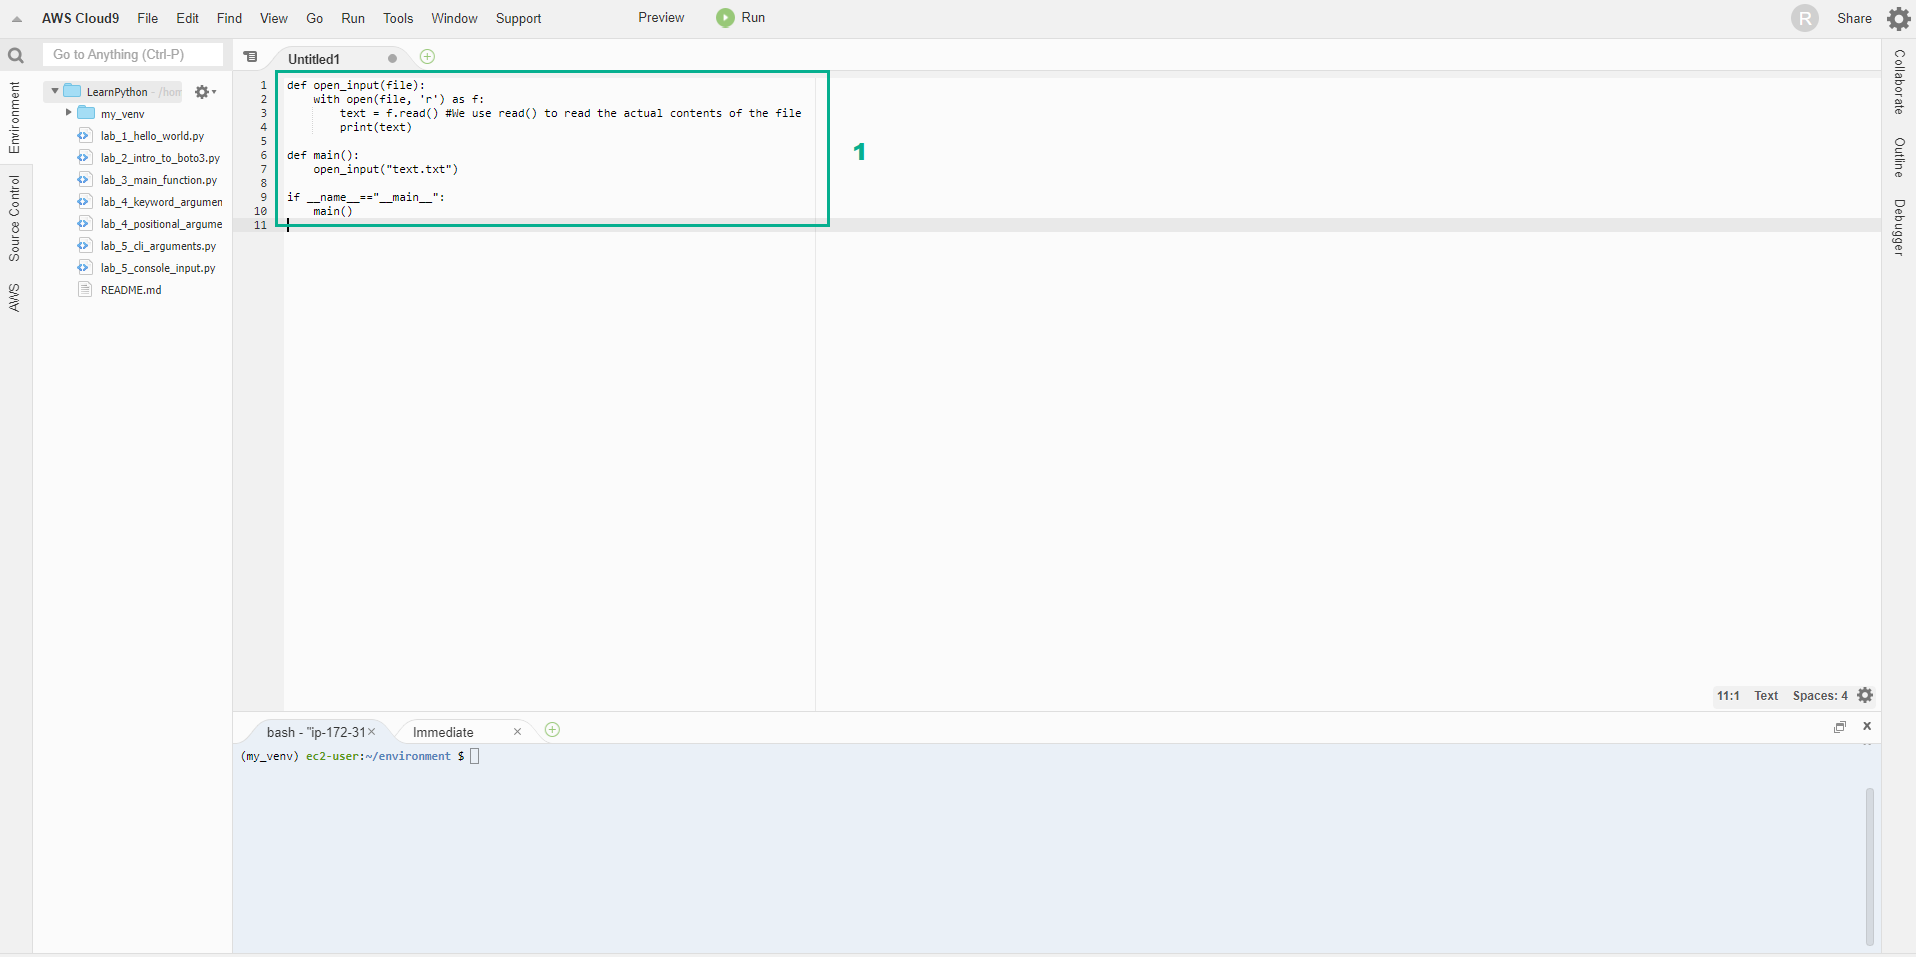 AWS Cloud9 File Edit Find View Go Run Tools Window Support Preview Run R Share
Go to Anything (Ctrl-P)
Environment
Source Control
AWS
LearnPython - /hom
my_venv
lab_1_hello_world.py
lab_2_intro_to_boto3.py
lab_3_main_function.py
lab_4_keyword_argumen
lab_4_positional_argume
lab_5_cli_arguments.py
lab_5_console_input.py
README.md
Untitled1
1 def open_input(file):
2     with open(file, 'r') as f:
3         text = f.read() #We use read() to read the actual contents of the file
4         print(text)
5
6 def main():
7     open_input("text.txt")
8
9 if __name__=="__main__":
10     main()
11
1
11:1 Text Spaces: 4
Collaborate
Outline
Debugger
bash - "ip-172-31 Immediate
(my_venv) ec2-user:~/environment $